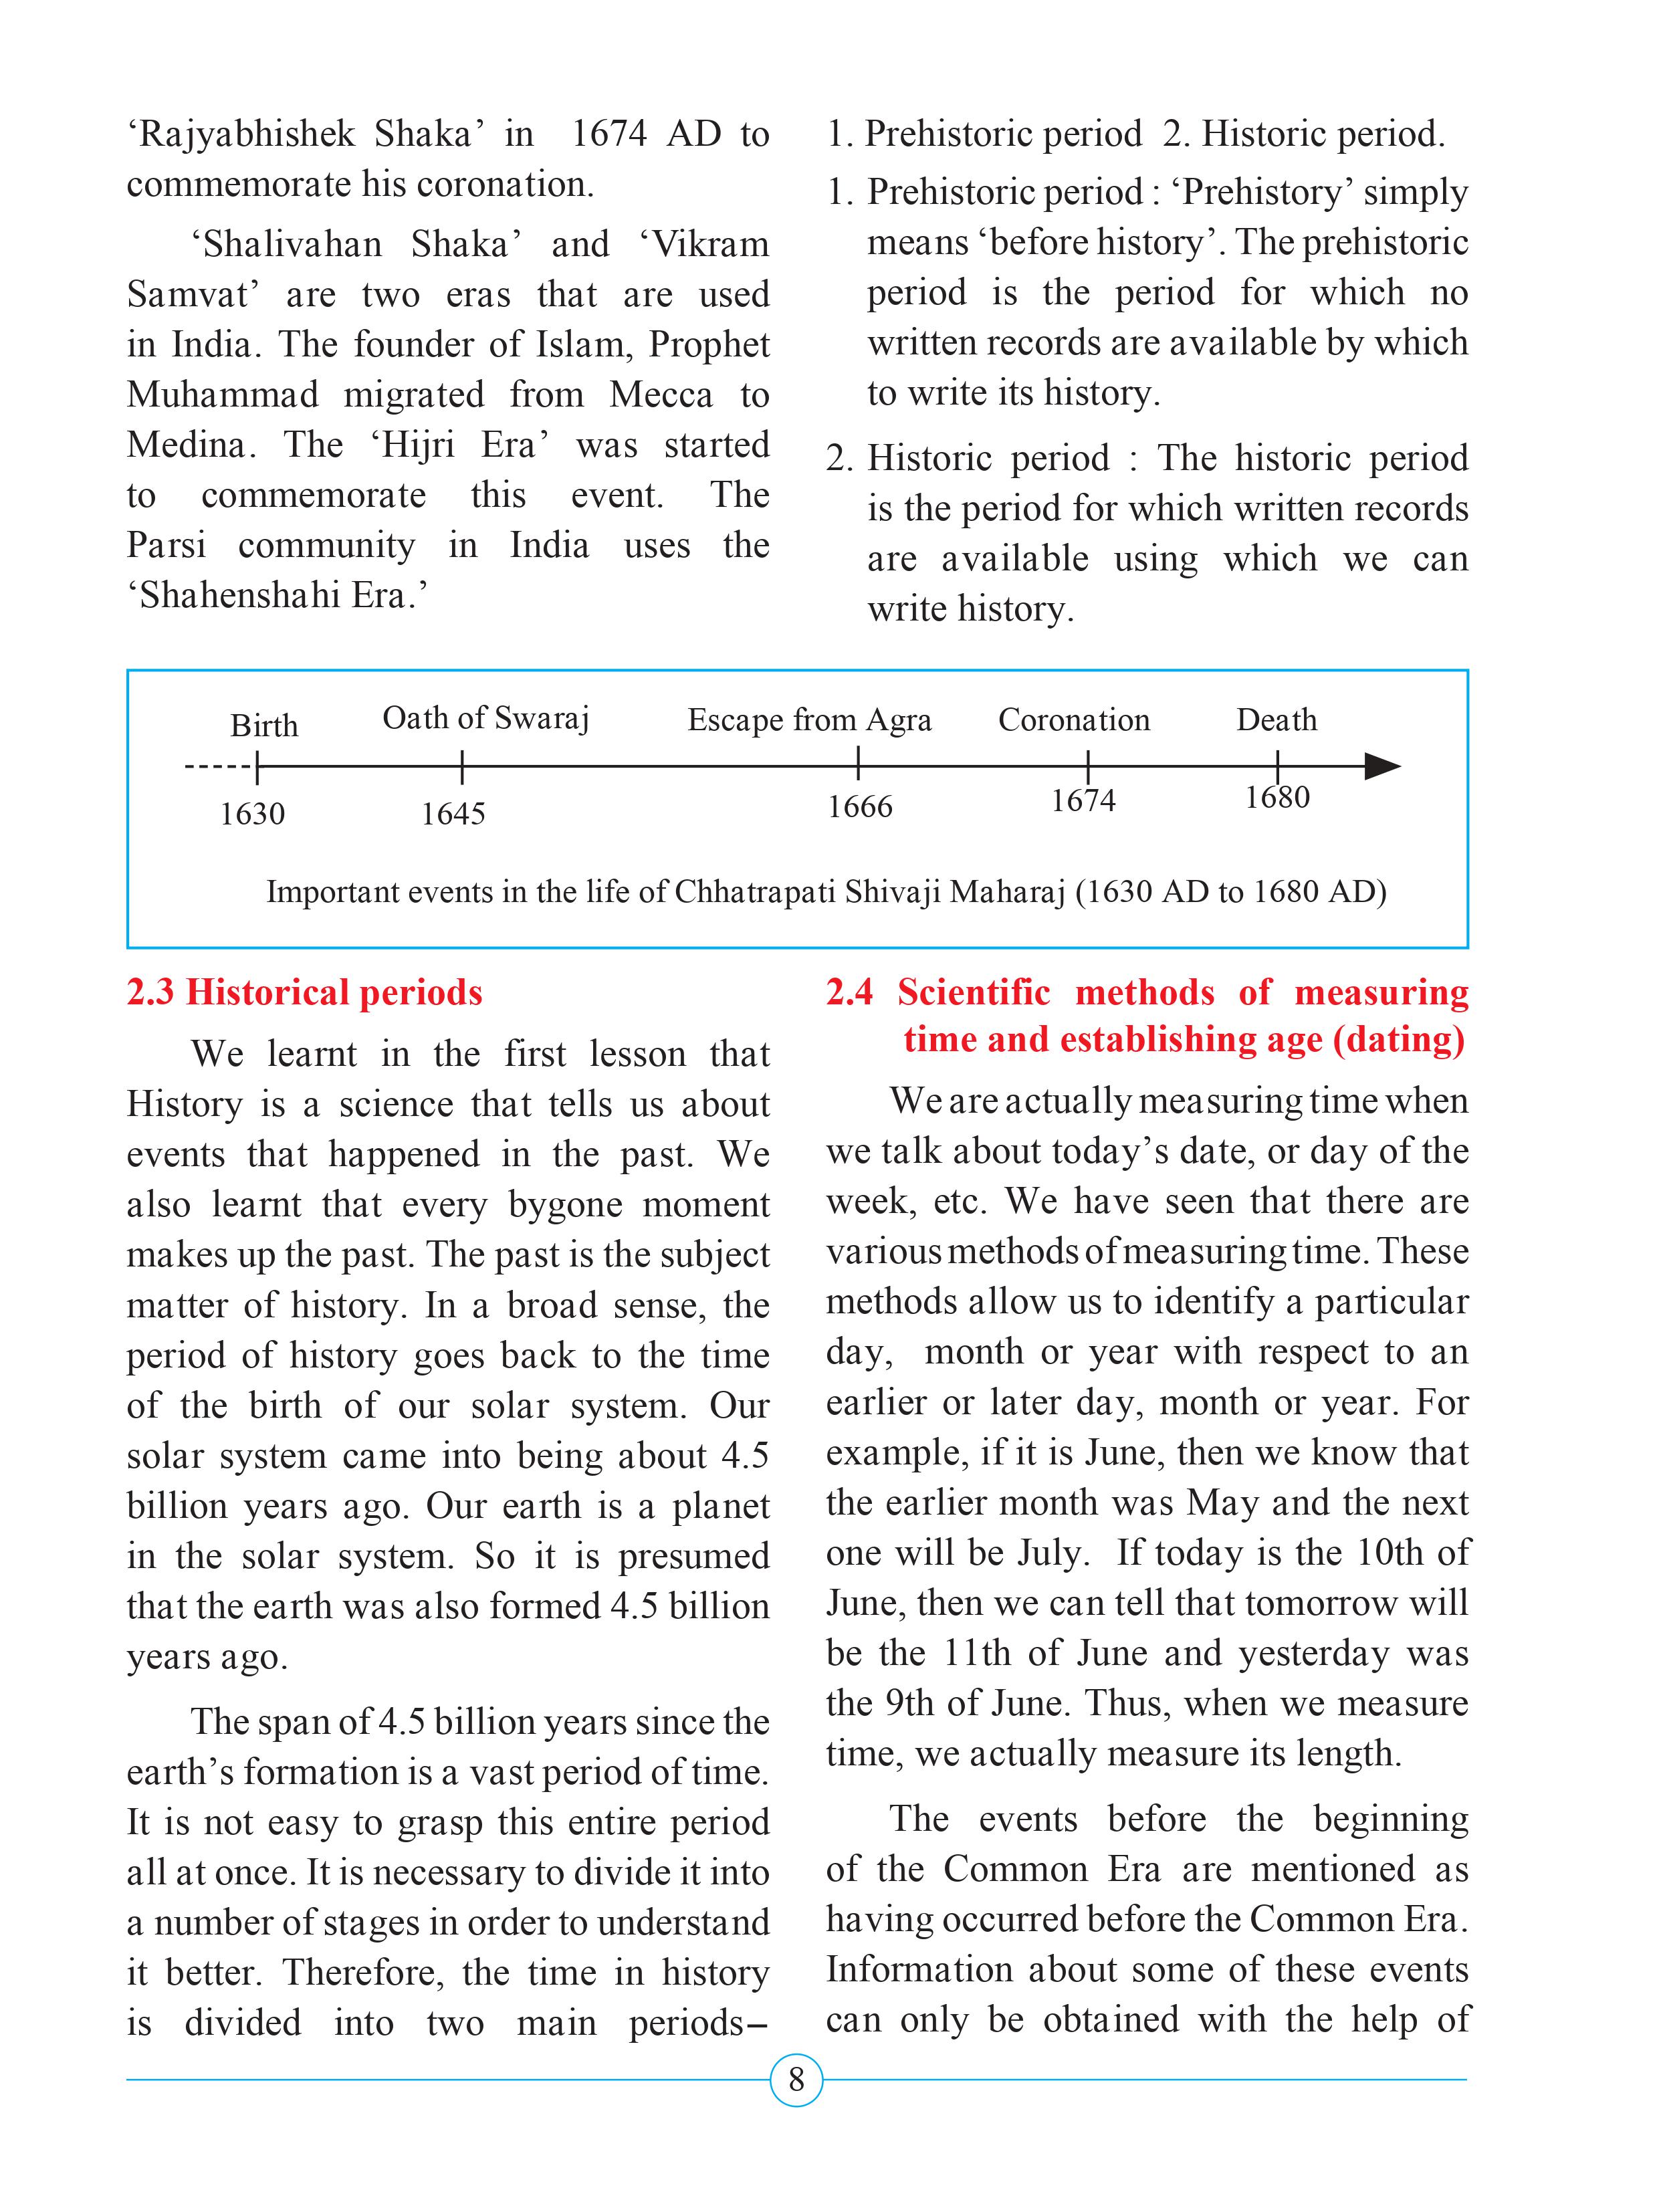 ‘Rajyabhishek Shaka’ in 1674 AD to
commemorate his coronation.
‘Shalivahan Shaka’ and ‘Vikram
Samvat’ are two eras that are used
in India. The founder of Islam, Prophet
Muhammad migrated from Mecca to
Medina. The ‘Hijri Era’ was started
to commemorate this event. The
Parsi community in India uses the
‘Shahenshahi Era.’
1. Prehistoric period 2. Historic period.
1. Prehistoric period : ‘Prehistory’ simply
means ‘before history’. The prehistoric
period is the period for which no
written records are available by which
to write its history.
2. Historic period : The historic period
is the period for which written records
are available using which we can
write history.
Birth Oath of Swaraj Escape from Agra Coronation Death
1630 1645 1666 1674 1680
Important events in the life of Chhatrapati Shivaji Maharaj (1630 AD to 1680 AD)
2.3 Historical periods
We learnt in the first lesson that
History is a science that tells us about
events that happened in the past. We
also learnt that every bygone moment
makes up the past. The past is the subject
matter of history. In a broad sense, the
period of history goes back to the time
of the birth of our solar system. Our
solar system came into being about 4.5
billion years ago. Our earth is a planet
in the solar system. So it is presumed
that the earth was also formed 4.5 billion
years ago.
The span of 4.5 billion years since the
earth’s formation is a vast period of time.
It is not easy to grasp this entire period
all at once. It is necessary to divide it into
a number of stages in order to understand
it better. Therefore, the time in history
is divided into two main periods–
2.4 Scientific methods of measuring
time and establishing age (dating)
We are actually measuring time when
we talk about today’s date, or day of the
week, etc. We have seen that there are
various methods of measuring time. These
methods allow us to identify a particular
day, month or year with respect to an
earlier or later day, month or year. For
example, if it is June, then we know that
the earlier month was May and the next
one will be July. If today is the 10th of
June, then we can tell that tomorrow will
be the 11th of June and yesterday was
the 9th of June. Thus, when we measure
time, we actually measure its length.
The events before the beginning
of the Common Era are mentioned as
having occurred before the Common Era.
Information about some of these events
can only be obtained with the help of
8